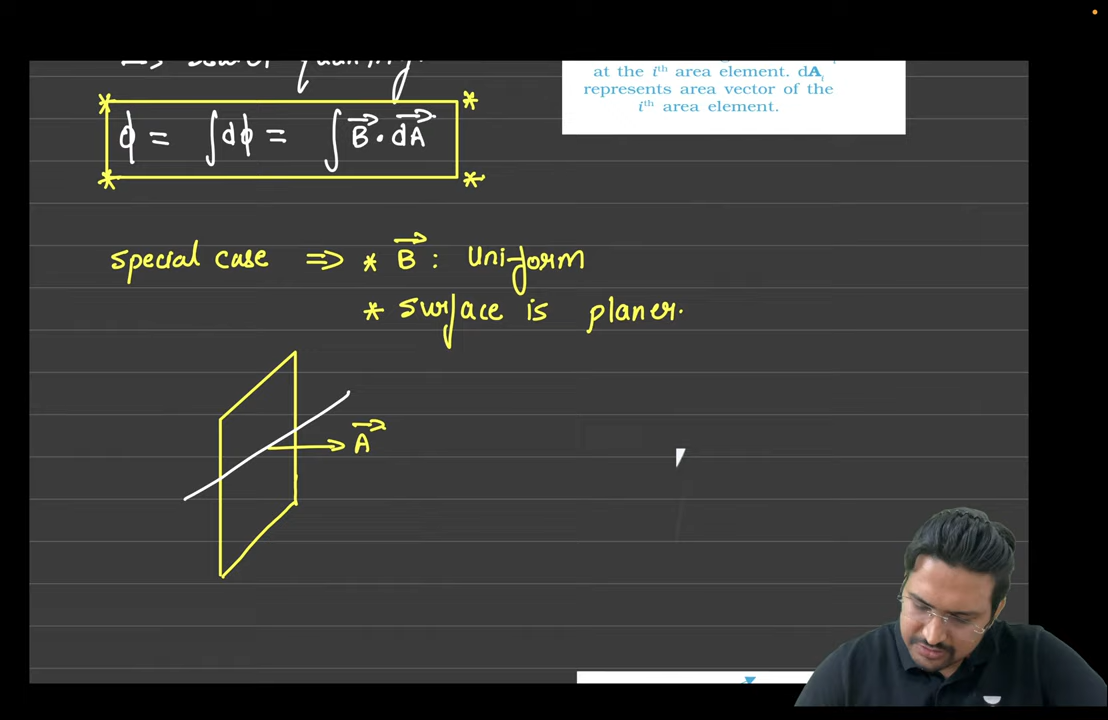 at the ith area element. dAi
represents area vector of the
ith area element.
* *
ϕ = ∫dϕ = ∫B⃗·dA⃗
* *
special case ⇒ * B⃗ : Uniform
* surface is planer.
A⃗